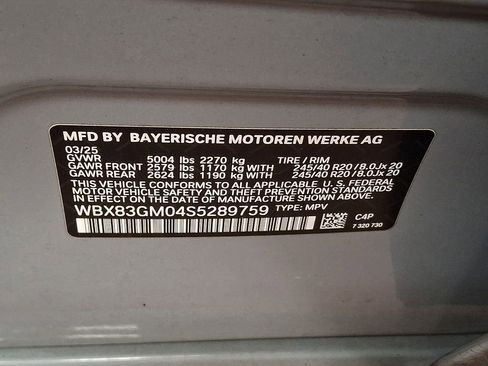 MFD BY BAYERISCHE MOTOREN WERKE AG
03/25
GVWR 5004 lbs 2270 kg TIRE / RIM
GAWR FRONT 2579 lbs 1170 kg WITH 245/40 R20 / 8.0Jx 20
GAWR REAR 2624 lbs 1190 kg WITH 245/40 R20 / 8.0Jx 20
THIS VEHICLE CONFORMS TO ALL APPLICABLE U. S. FEDERAL
MOTOR VEHICLE SAFETY AND THEFT PREVENTION STANDARDS
IN EFFECT ON THE DATE OF MANUFACTURE SHOWN ABOVE.
WBX83GM04S5289759 TYPE: MPV
C4P
7 320 730